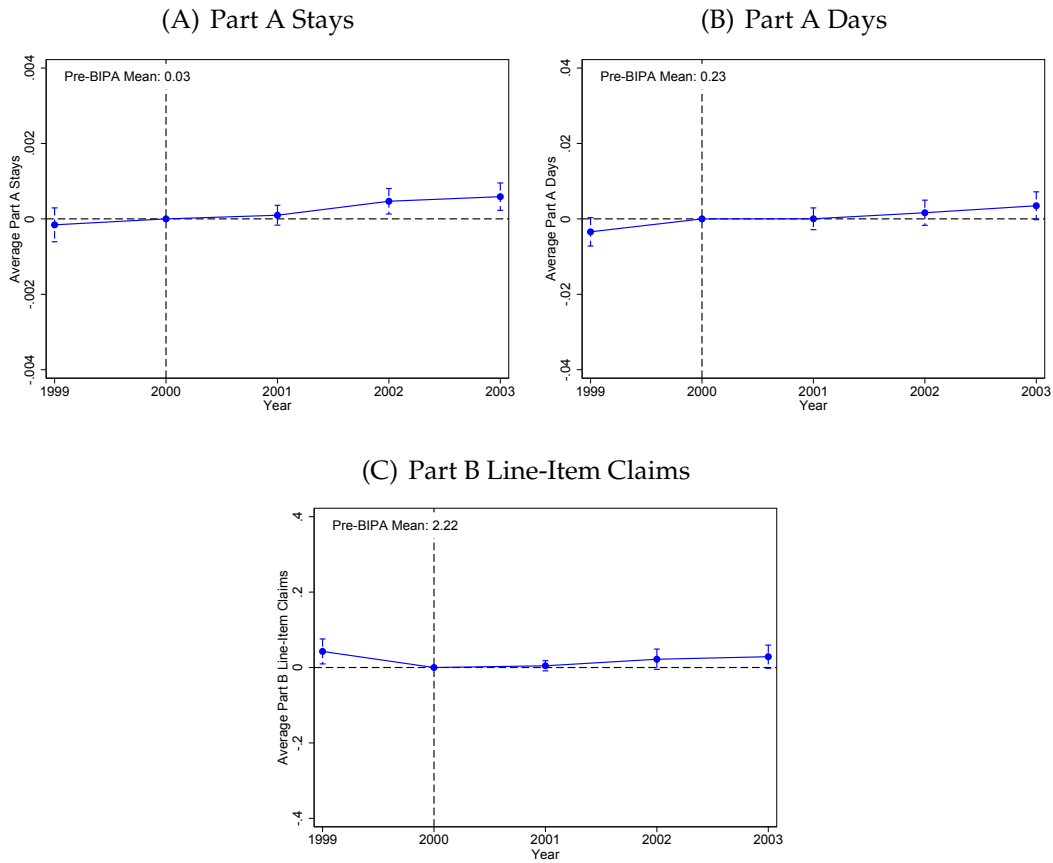 (A) Part A Stays
Pre-BIPA Mean: 0.03
Average Part A Stays
.004
.002
0
-.002
-.004
1999 2000 2001 2002 2003
Year
(B) Part A Days
Pre-BIPA Mean: 0.23
Average Part A Days
.04
.02
0
-.02
-.04
1999 2000 2001 2002 2003
Year
(C) Part B Line-Item Claims
Pre-BIPA Mean: 2.22
Average Part B Line-Item Claims
.4
.2
0
-.2
-.4
1999 2000 2001 2002 2003
Year